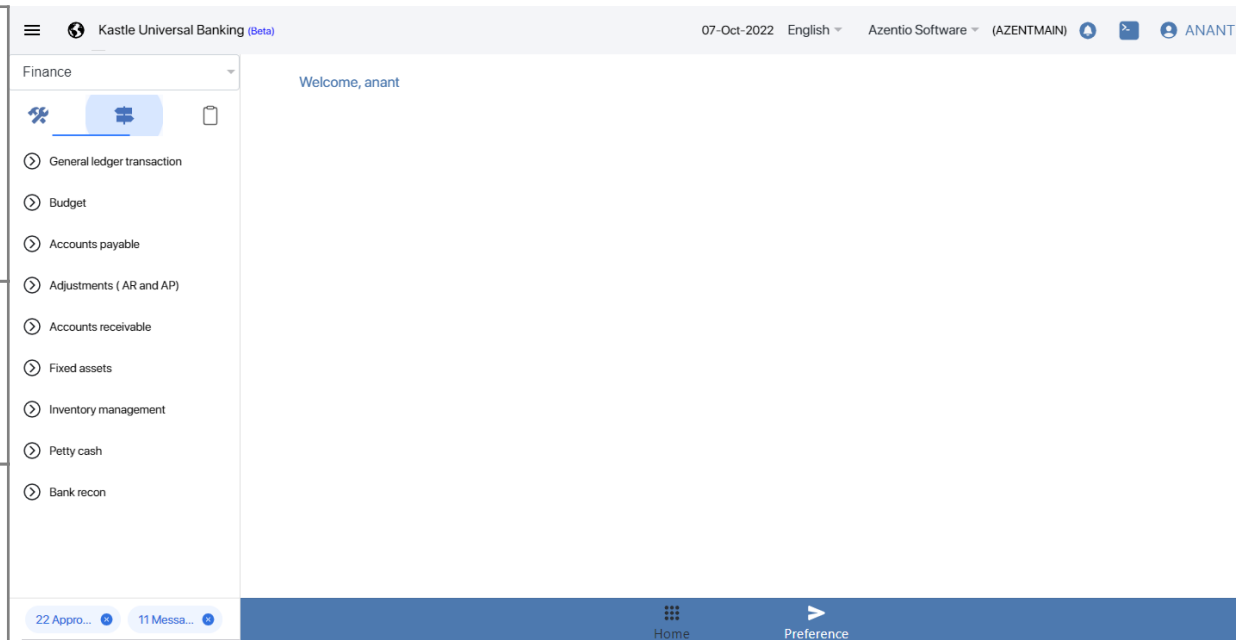 Kastle Universal Banking (Beta) 07-Oct-2022 English Azentio Software (AZENTMAIN) ANANT
Finance
Welcome, anant
General ledger transaction
Budget
Accounts payable
Adjustments ( AR and AP)
Accounts receivable
Fixed assets
Inventory management
Petty cash
Bank recon
22 Appro... 11 Messa...
Home Preference